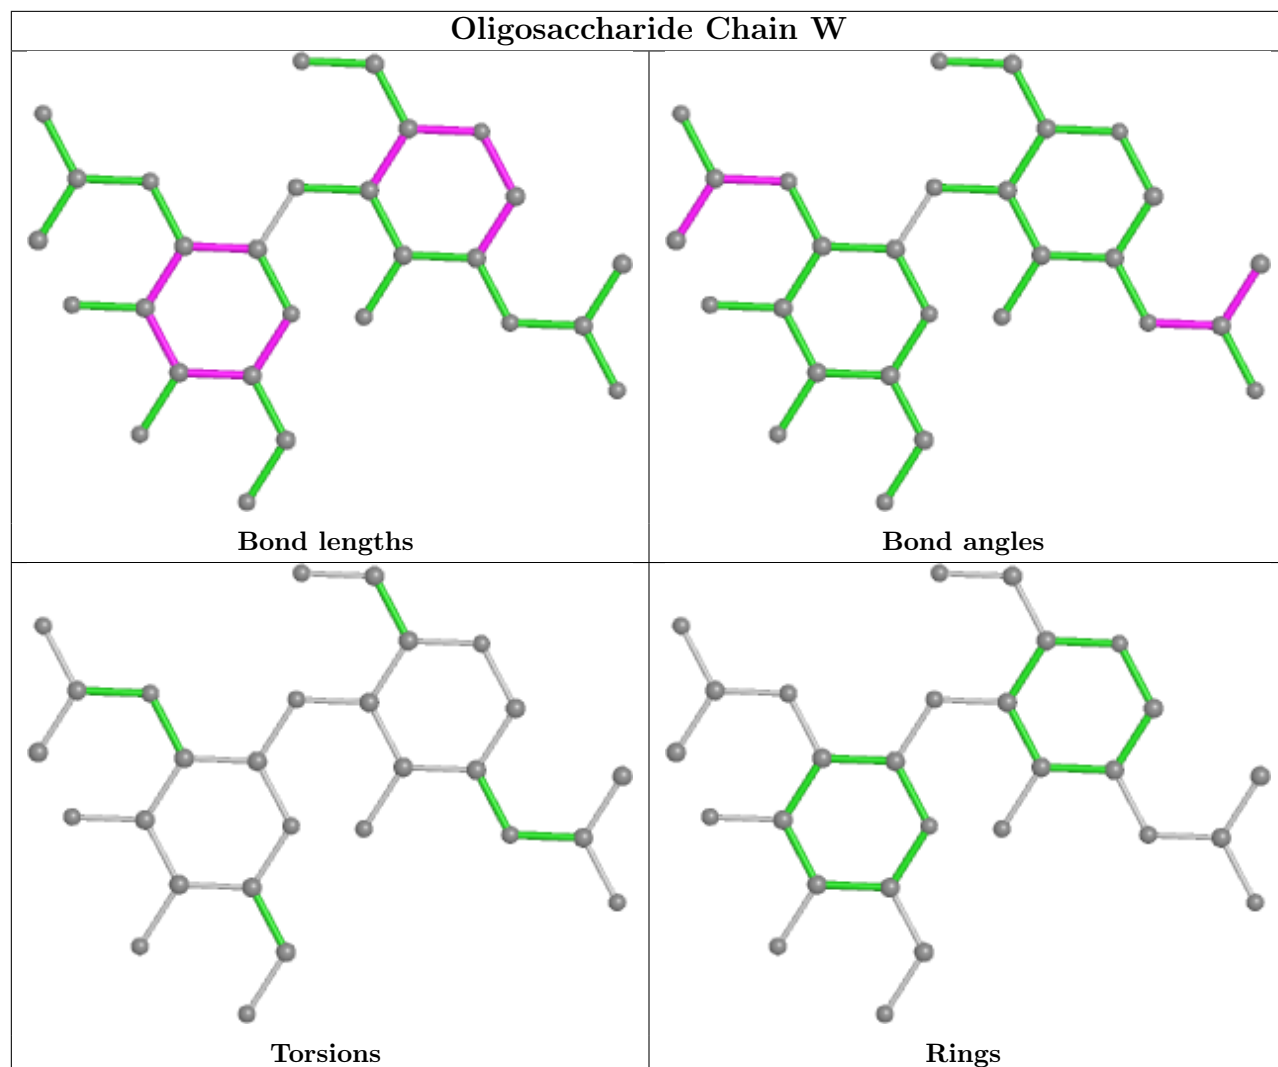 Oligosaccharide Chain W
Bond lengths
Bond angles
Torsions
Rings